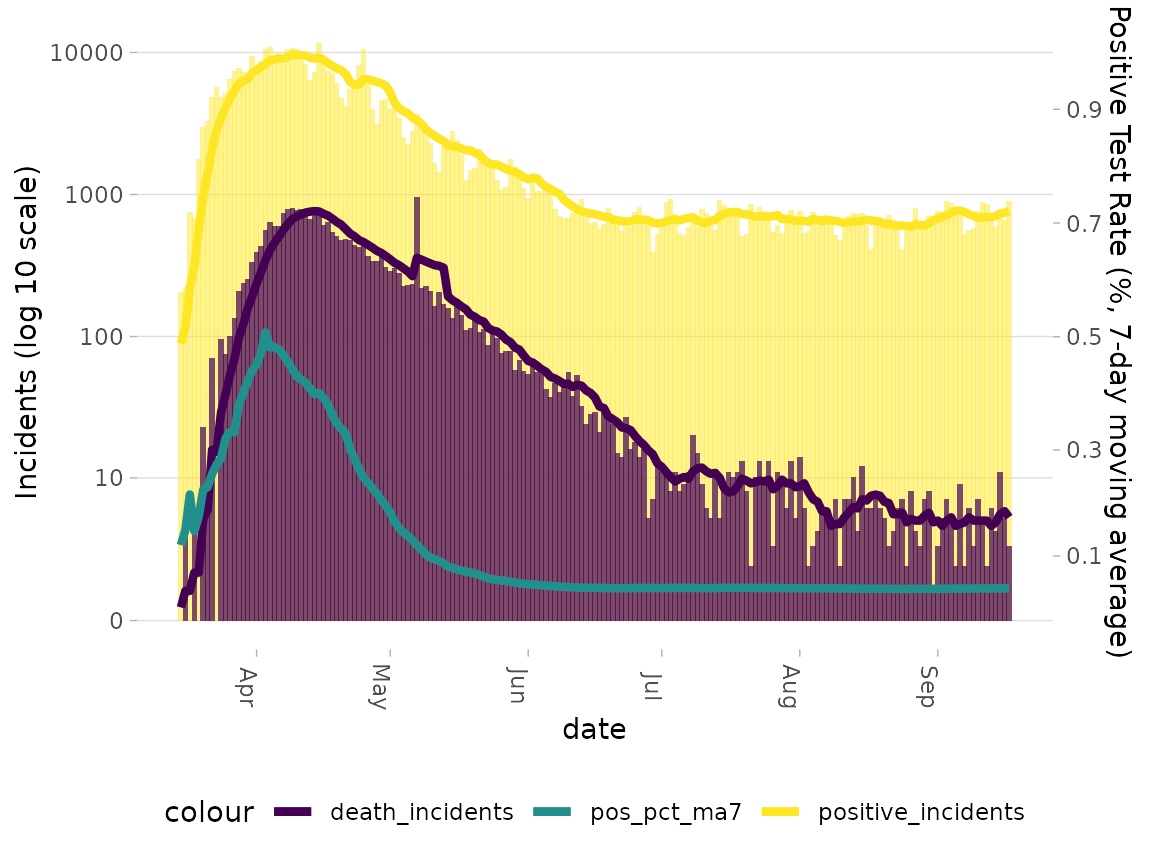 Incidents (log 10 scale)
10000
1000
100
10
0
Positive Test Rate (%, 7-day moving average)
0.9
0.7
0.5
0.3
0.1
Apr
May
Jun
Jul
Aug
Sep
date
colour death_incidents pos_pct_ma7 positive_incidents